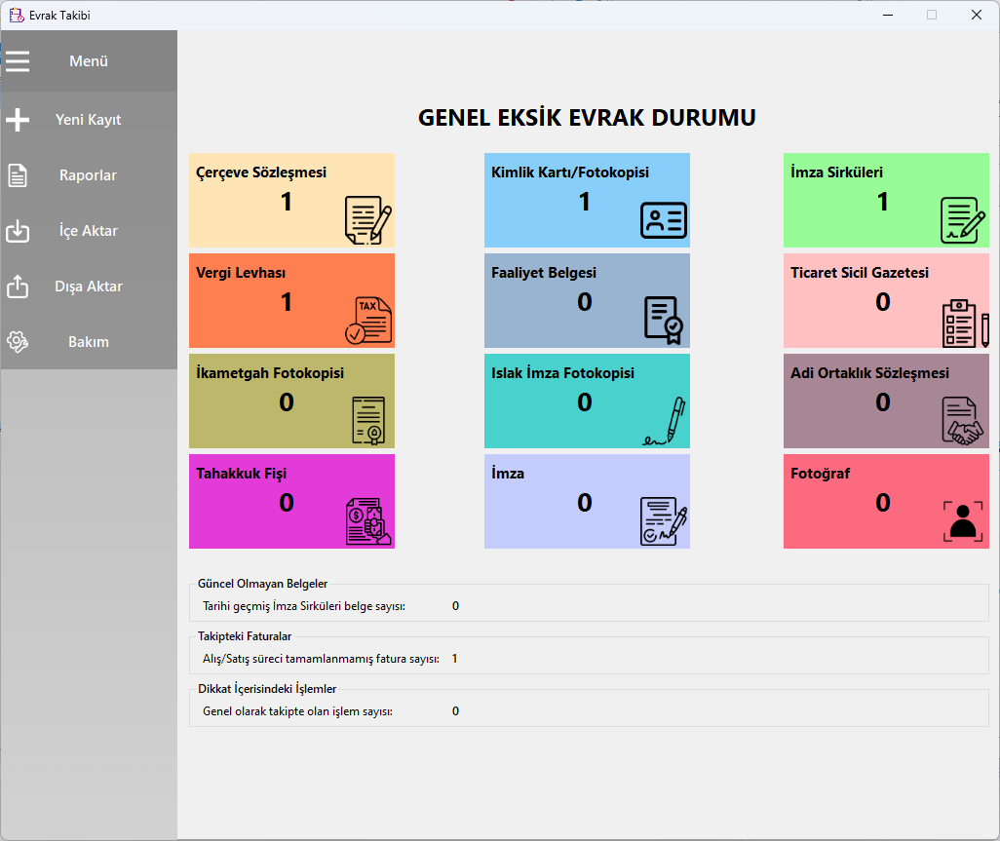 Evrak Takibi
Menü
Yeni Kayıt
Raporlar
İçe Aktar
Dışa Aktar
Bakım
GENEL EKSİK EVRAK DURUMU
Çerçeve Sözleşmesi
1
Kimlik Kartı/Fotokopisi
1
İmza Sirküleri
1
Vergi Levhası
1
TAX
Faaliyet Belgesi
0
Ticaret Sicil Gazetesi
0
İkametgah Fotokopisi
0
Islak İmza Fotokopisi
0
Adi Ortaklık Sözleşmesi
0
Tahakkuk Fişi
0
$
İmza
0
Fotoğraf
0
Güncel Olmayan Belgeler
Tarihi geçmiş İmza Sirküleri belge sayısı: 0
Takipteki Faturalar
Alış/Satış süreci tamamlanmamış fatura sayısı: 1
Dikkat İçerisindeki İşlemler
Genel olarak takipte olan işlem sayısı: 0